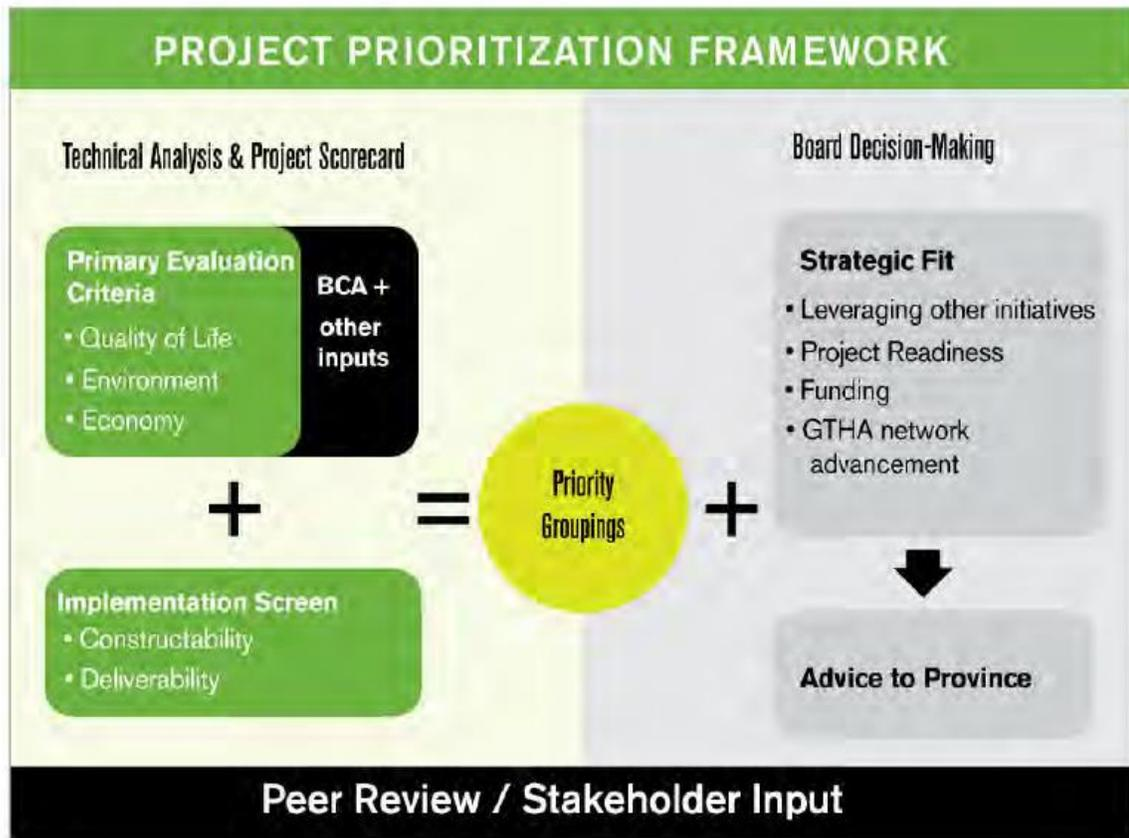 PROJECT PRIORITIZATION FRAMEWORK
Technical Analysis & Project Scorecard
Primary Evaluation
Criteria
• Quality of Life
• Environment
• Economy
BCA +
other
inputs
+
Implementation Screen
• Constructability
• Deliverability
=
Priority
Groupings
+
Board Decision-Making
Strategic Fit
• Leveraging other initiatives
• Project Readiness
• Funding
• GTHA network
advancement
Advice to Province
Peer Review / Stakeholder Input